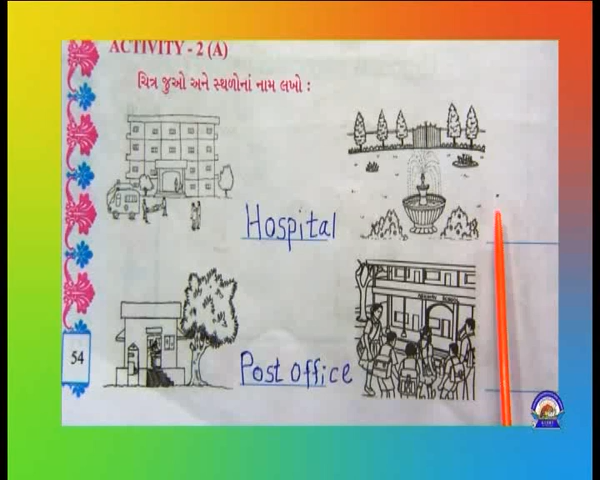 ACTIVITY - 2 (A)
ચિત્ર જુઓ અને સ્થળોનાં નામ લખો :
Hospital
54
Post office